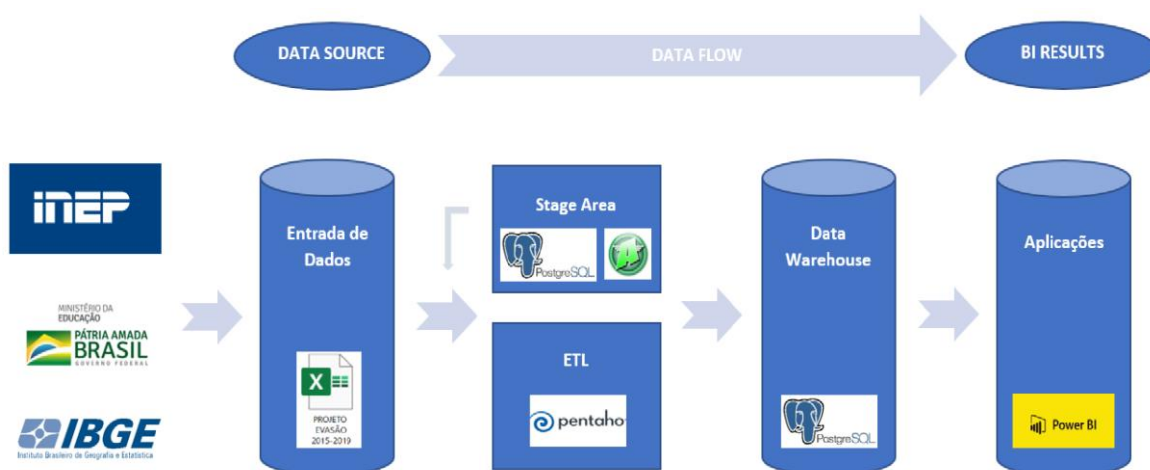 DATA SOURCE
DATA FLOW
BI RESULTS
INEP
MINISTÉRIO DA
EDUCAÇÃO
PÁTRIA AMADA
BRASIL
GOVERNO FEDERAL
IBGE
Instituto Brasileiro de Geografia e Estatística
Entrada de
Dados
X
PROJETO
EVASÃO
2015-2019
Stage Area
PostgreSQL
A
ETL
pentaho
Data
Warehouse
PostgreSQL
Aplicações
Power BI